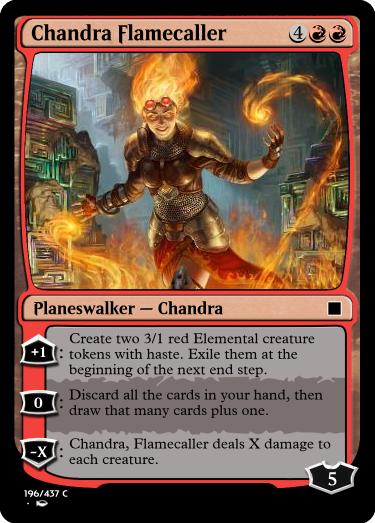 Chandra Flamecaller 4
Planeswalker — Chandra
+1 : Create two 3/1 red Elemental creature
tokens with haste. Exile them at the
beginning of the next end step.
0 : Discard all the cards in your hand, then
draw that many cards plus one.
-X : Chandra, Flamecaller deals X damage to
each creature.
5
196/437 C